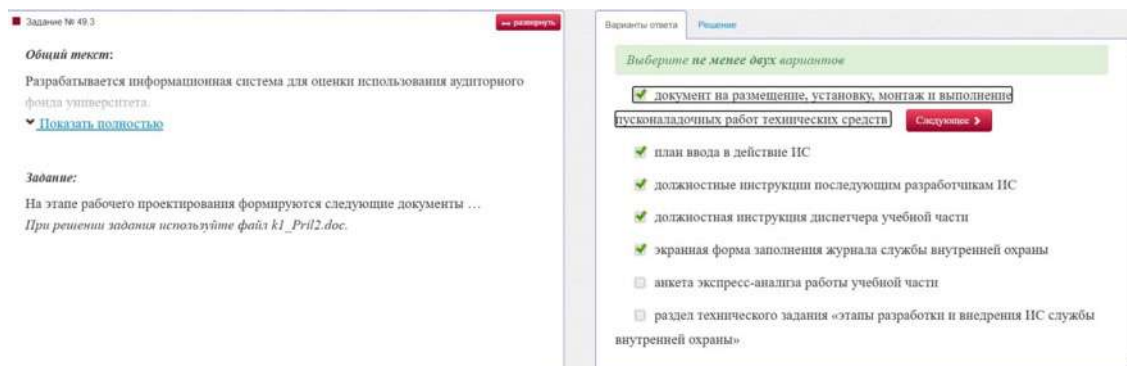 Задание № 49.3
развернуть
Общий текст:
Разрабатывается информационная система для оценки использования аудиторного
фонда университета.
Показать полностью
Задание:
На этапе рабочего проектирования формируются следующие документы …
При решении задания используйте файл k1_Pril2.doc.
Варианты ответа
Решение
Выберите не менее двух вариантов
документ на размещение, установку, монтаж и выполнение
пусконаладочных работ технических средств
Следующее
план ввода в действие ИС
должностные инструкции последующим разработчикам ИС
должностная инструкция диспетчера учебной части
экранная форма заполнения журнала службы внутренней охраны
анкета экспресс-анализа работы учебной части
раздел технического задания «этапы разработки и внедрения ИС службы
внутренней охраны»